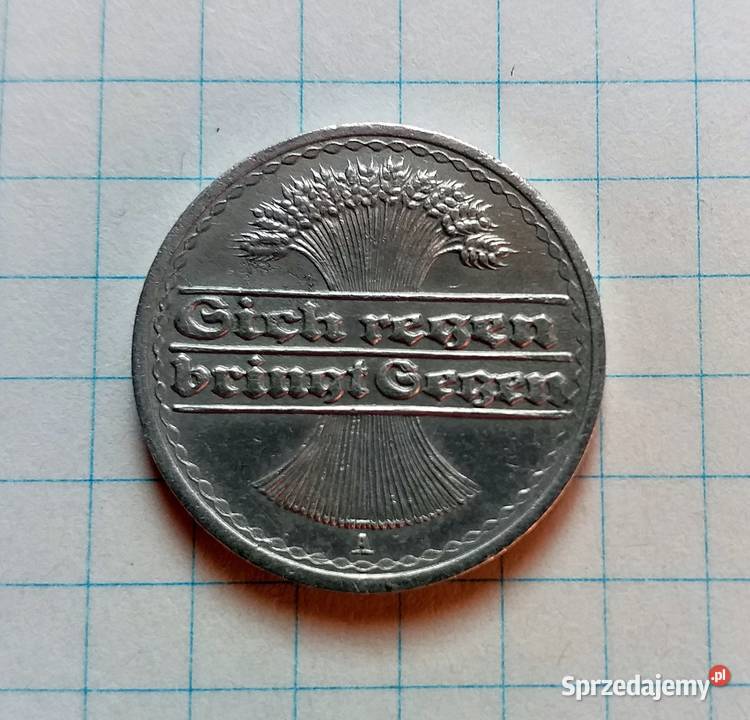 Sich regen
bringt Segen
A
Sprzedajemy.pl